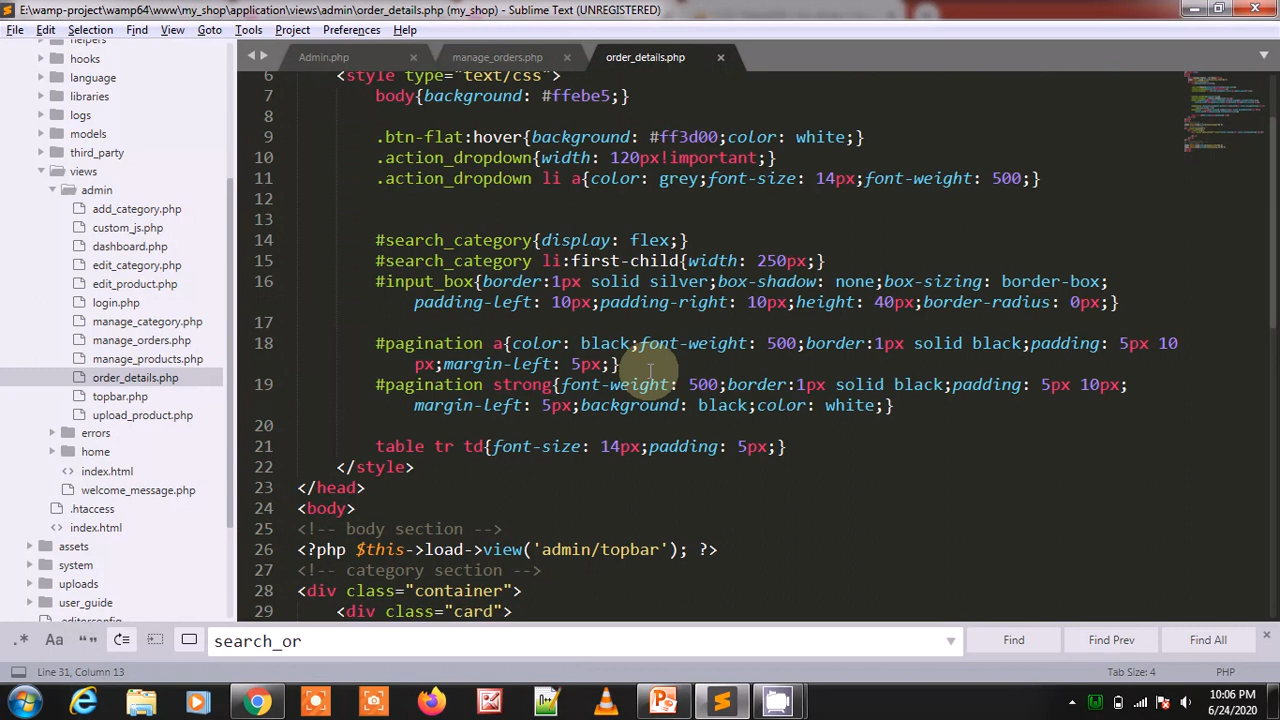 E:\wamp-project\wamp64\www\my_shop\application\views\admin\order_details.php (my_shop) - Sublime Text (UNREGISTERED)
File Edit Selection Find View Goto Tools Project Preferences Help
helpers
hooks
language
libraries
logs
models
third_party
views
admin
add_category.php
custom_js.php
dashboard.php
edit_category.php
edit_product.php
login.php
manage_category.php
manage_orders.php
manage_products.php
order_details.php
topbar.php
upload_product.php
errors
home
index.html
welcome_message.php
.htaccess
index.html
assets
system
uploads
user_guide
.editorconfig
Admin.php manage_orders.php order_details.php
6 <style type="text/css">
7 body{background: #ffebe5;}
8
9 .btn-flat:hover{background: #ff3d00;color: white;}
10 .action_dropdown{width: 120px!important;}
11 .action_dropdown li a{color: grey;font-size: 14px;font-weight: 500;}
12
13
14 #search_category{display: flex;}
15 #search_category li:first-child{width: 250px;}
16 #input_box{border:1px solid silver;box-shadow: none;box-sizing: border-box;
padding-left: 10px;padding-right: 10px;height: 40px;border-radius: 0px;}
17
18 #pagination a{color: black;font-weight: 500;border:1px solid black;padding: 5px 10
px;margin-left: 5px;}
19 #pagination strong{font-weight: 500;border:1px solid black;padding: 5px 10px;
margin-left: 5px;background: black;color: white;}
20
21 table tr td{font-size: 14px;padding: 5px;}
22 </style>
23 </head>
24 <body>
25 <!-- body section -->
26 <?php $this->load->view('admin/topbar'); ?>
27 <!-- category section -->
28 <div class="container">
29 <div class="card">
.* Aa “” search_or Find Find Prev Find All
Line 31, Column 13 Tab Size: 4 PHP
10:06 PM
6/24/2020